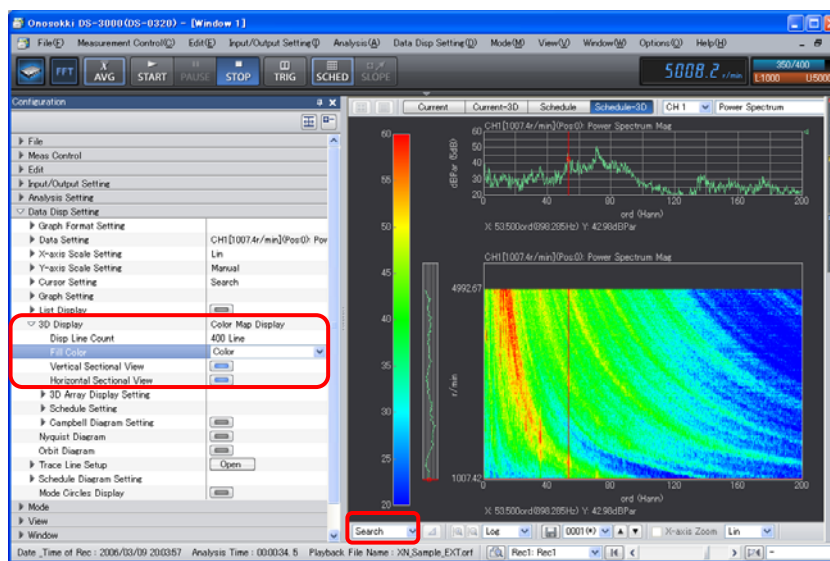 Onosokki DS-3000(DS-0320) - [Window 1]
File(F) Measurement Control(C) Edit(E) Input/Output Setting(I) Analysis(A) Data Disp Setting(D) Mode(M) View(V) Window(W) Options(O) Help(H)
FFT AVG START PAUSE STOP TRIG SCHED SLOPE 5008.2 r/min 350/400 L:1000 U:5000
Configuration
Current Current-3D Schedule Schedule-3D CH 1 Power Spectrum
File
Meas Control
Edit
Input/Output Setting
Analysis Setting
Data Disp Setting
Graph Format Setting
Data Setting CH1[1007.4r/min](Pos:0): Pow
X-axis Scale Setting Lin
Y-axis Scale Setting Manual
Cursor Setting Search
Graph Setting
List Display
3D Display Color Map Display
Disp Line Count 400 Line
Fill Color Color
Vertical Sectional View
Horizontal Sectional View
3D Array Display Setting
Schedule Setting
Campbell Diagram Setting
Nyquist Diagram
Orbit Diagram
Trace Line Setup Open
Schedule Diagram Setting
Mode Circles Display
Mode
View
Window
60
55
50
45
40
35
30
25
20
CH1[1007.4r/min](Pos:0): Power Spectrum Mag
dBPar (5dB)
60
50
40
30
20
0 40 80 120 160 200
ord (Hann)
X: 53.500ord(898.285Hz) Y: 42.98dBPar
CH1[1007.4r/min](Pos:0): Power Spectrum Mag
4992.67
r/min
1007.42
0 40 80 120 160 200
ord (Hann)
X: 53.500ord(898.285Hz) Y: 42.98dBPar
Search Log 0001(*) X-axis Zoom Lin
Date _Time of Rec : 2006/03/09 20:03:57 Analysis Time : 00:00:34. 5 Playback File Name : XN_Sample_EXT.orf Rec1: Rec1